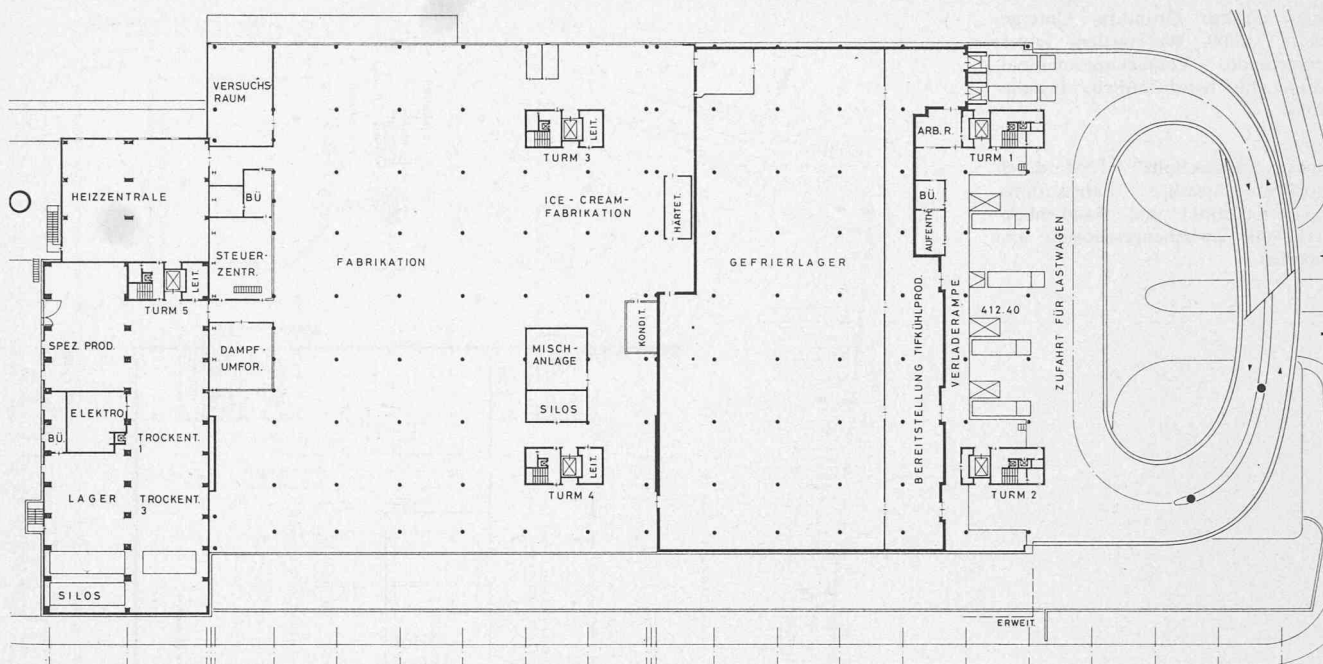 VERSUCHS
RAUM
HEIZZENTRALE
BÜ
STEUER-
ZENTR.
LEIT.
TURM 5
SPEZ. PROD.
DAMPF-
UMFOR.
ELEKTRO
BÜ.
TROCKENT.
1
LAGER
TROCKENT.
3
SILOS
FABRIKATION
LEIT.
TURM 3
ICE - CREAM-
FABRIKATION
HÄRTET.
KONDIT.
MISCH-
ANLAGE
SILOS
LEIT.
TURM 4
GEFRIERLAGER
ARB. R.
TURM 1
BÜ.
AUFENTH.
BEREITSTELLUNG TIFKÜHLPROD.
VERLADERAMPE
412.40
ZUFAHRT FÜR LASTWAGEN
TURM 2
ERWEIT.